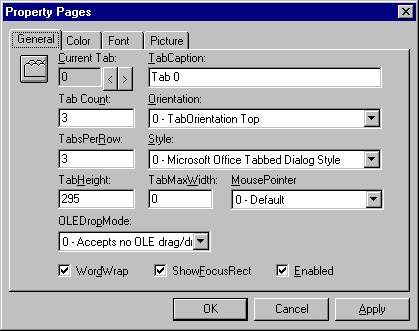 Property Pages
General Color Font Picture
Current Tab: TabCaption:
0 < > Tab 0
Tab Count: Orientation:
3 0 - TabOrientation Top
TabsPerRow: Style:
3 0 - Microsoft Office Tabbed Dialog Style
TabHeight: TabMaxWidth: MousePointer
295 0 0 - Default
OLEDropMode:
0 - Accepts no OLE drag/dr
WordWrap ShowFocusRect Enabled
OK Cancel Apply